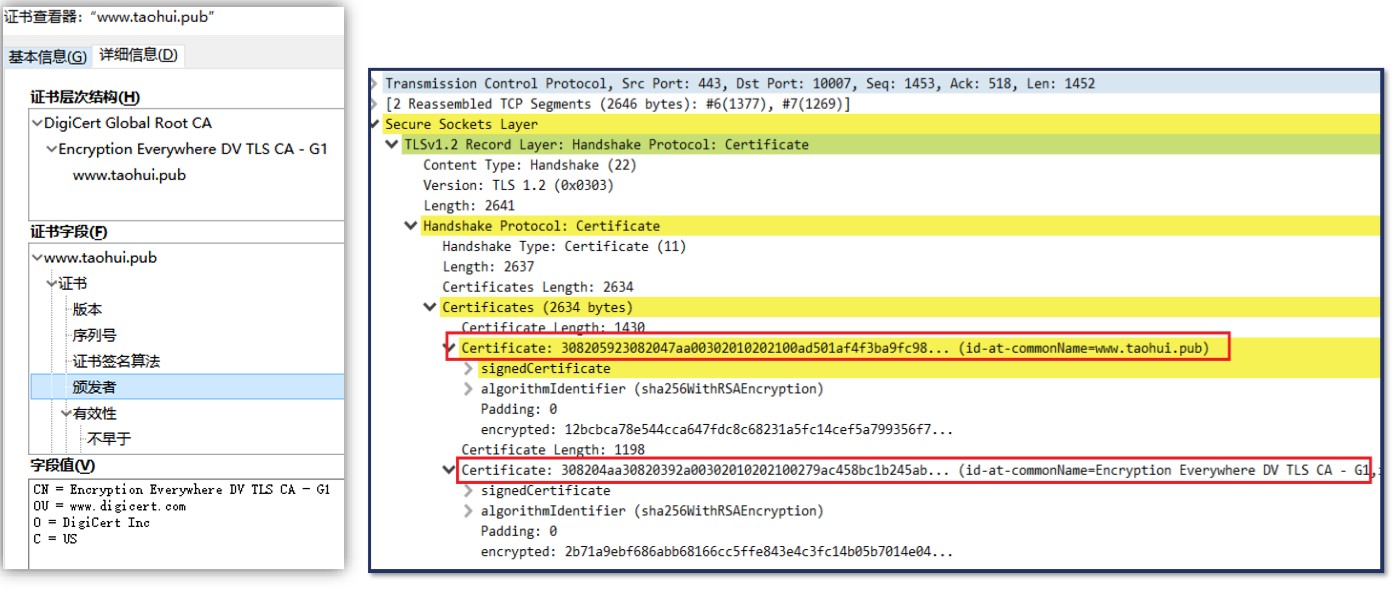 证书查看器：“www.taohui.pub”
基本信息(G) 详细信息(D)
证书层次结构(H)
DigiCert Global Root CA
Encryption Everywhere DV TLS CA - G1
www.taohui.pub
证书字段(F)
www.taohui.pub
证书
版本
序列号
证书签名算法
颁发者
有效性
不早于
字段值(V)
CN = Encryption Everywhere DV TLS CA - G1
OU = www.digicert.com
O = DigiCert Inc
C = US
Transmission Control Protocol, Src Port: 443, Dst Port: 10007, Seq: 1453, Ack: 518, Len: 1452
[2 Reassembled TCP Segments (2646 bytes): #6(1377), #7(1269)]
Secure Sockets Layer
TLSv1.2 Record Layer: Handshake Protocol: Certificate
Content Type: Handshake (22)
Version: TLS 1.2 (0x0303)
Length: 2641
Handshake Protocol: Certificate
Handshake Type: Certificate (11)
Length: 2637
Certificates Length: 2634
Certificates (2634 bytes)
Certificate Length: 1430
Certificate: 308205923082047aa00302010202100ad501af4f3ba9fc98... (id-at-commonName=www.taohui.pub)
signedCertificate
algorithmIdentifier (sha256WithRSAEncryption)
Padding: 0
encrypted: 12bcbca78e544cca647fdc8c68231a5fc14cef5a799356f7...
Certificate Length: 1198
Certificate: 308204aa30820392a00302010202100279ac458bc1b245ab... (id-at-commonName=Encryption Everywhere DV TLS CA - G1,
signedCertificate
algorithmIdentifier (sha256WithRSAEncryption)
Padding: 0
encrypted: 2b71a9ebf686abb68166cc5ffe843e4c3fc14b05b7014e04...